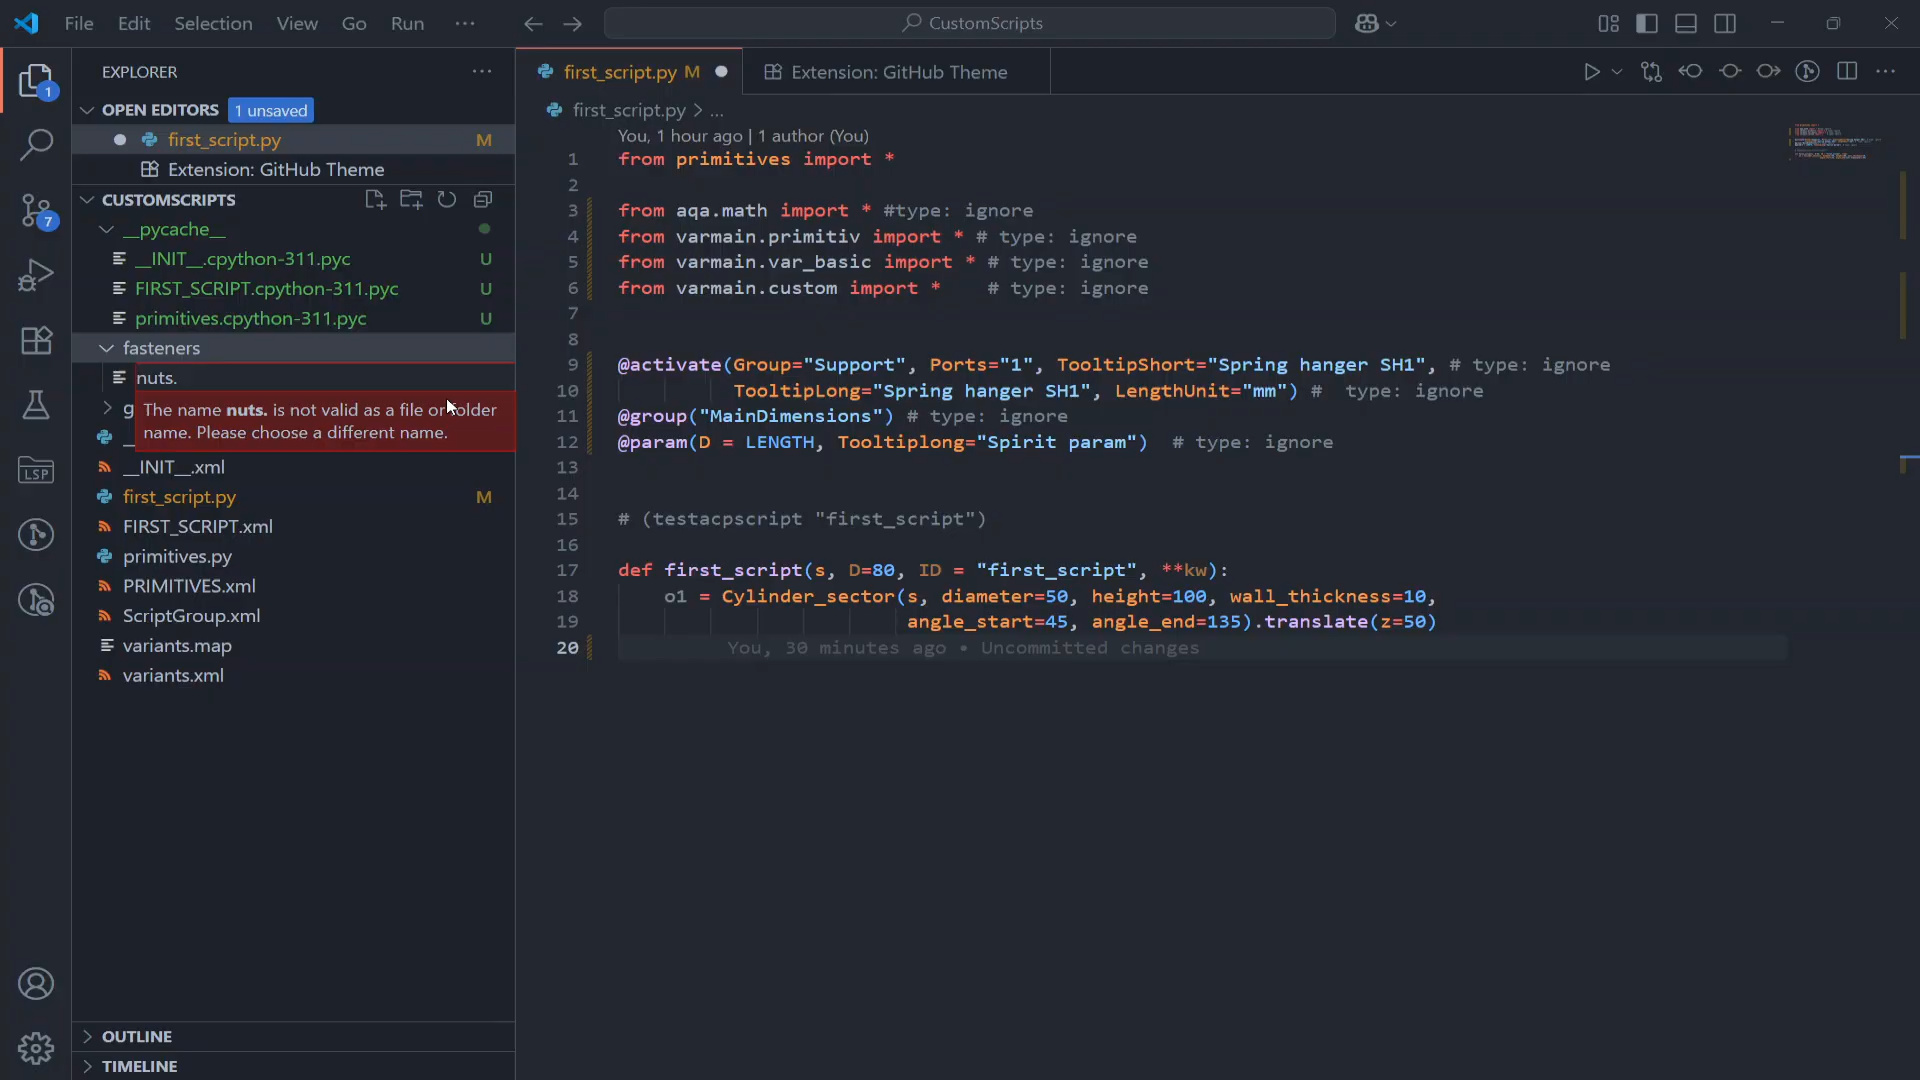 File Edit Selection View Go Run ···
CustomScripts
EXPLORER
OPEN EDITORS 1 unsaved
first_script.py M
Extension: GitHub Theme
CUSTOMSCRIPTS
__pycache__
__INIT__.cpython-311.pyc U
FIRST_SCRIPT.cpython-311.pyc U
primitives.cpython-311.pyc U
fasteners
nuts.
g
The name nuts. is not valid as a file or folder
name. Please choose a different name.
__INIT__.xml
first_script.py M
FIRST_SCRIPT.xml
primitives.py
PRIMITIVES.xml
ScriptGroup.xml
variants.map
variants.xml
OUTLINE
TIMELINE
1
7
LSP
first_script.py M
Extension: GitHub Theme
first_script.py > ...
You, 1 hour ago | 1 author (You)
1 from primitives import *
2
3 from aqa.math import * #type: ignore
4 from varmain.primitiv import * # type: ignore
5 from varmain.var_basic import * # type: ignore
6 from varmain.custom import *    # type: ignore
7
8
9 @activate(Group="Support", Ports="1", TooltipShort="Spring hanger SH1", # type: ignore
10           TooltipLong="Spring hanger SH1", LengthUnit="mm") #  type: ignore
11 @group("MainDimensions") # type: ignore
12 @param(D = LENGTH, Tooltiplong="Spirit param")  # type: ignore
13
14
15 # (testacpscript "first_script")
16
17 def first_script(s, D=80, ID = "first_script", **kw):
18     o1 = Cylinder_sector(s, diameter=50, height=100, wall_thickness=10,
19                          angle_start=45, angle_end=135).translate(z=50)
20 You, 30 minutes ago • Uncommitted changes